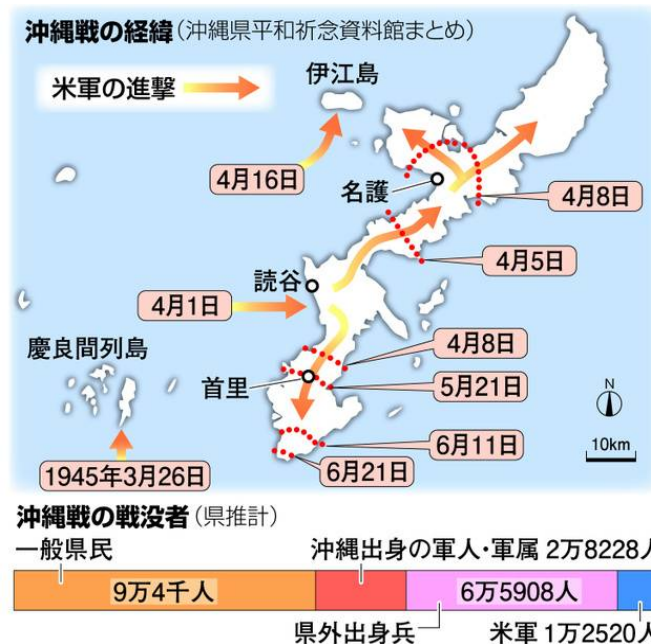 沖縄戦の経緯(沖縄県平和祈念資料館まとめ)
米軍の進撃
伊江島
4月16日
名護
4月8日
4月5日
読谷
4月1日
慶良間列島
4月8日
首里
5月21日
N
10km
6月11日
1945年3月26日
6月21日
沖縄戦の戦没者(県推計)
一般県民
沖縄出身の軍人・軍属 2万8228人
9万4千人
6万5908人
県外出身兵
米軍 1万2520人